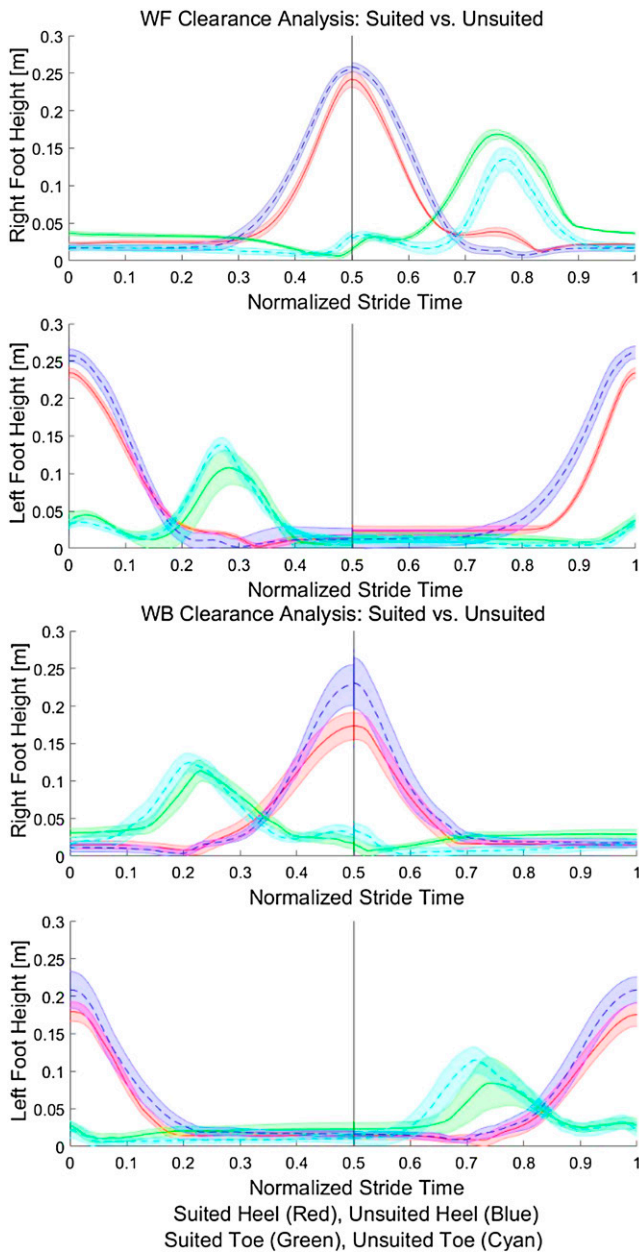 WF Clearance Analysis: Suited vs. Unsuited
Right Foot Height [m]
0.3
0.25
0.2
0.15
0.1
0.05
0
0 0.1 0.2 0.3 0.4 0.5 0.6 0.7 0.8 0.9 1
Normalized Stride Time
Left Foot Height [m]
0.3
0.25
0.2
0.15
0.1
0.05
0
0 0.1 0.2 0.3 0.4 0.5 0.6 0.7 0.8 0.9 1
Normalized Stride Time
WB Clearance Analysis: Suited vs. Unsuited
Right Foot Height [m]
0.3
0.25
0.2
0.15
0.1
0.05
0
0 0.1 0.2 0.3 0.4 0.5 0.6 0.7 0.8 0.9 1
Normalized Stride Time
Left Foot Height [m]
0.3
0.25
0.2
0.15
0.1
0.05
0
0 0.1 0.2 0.3 0.4 0.5 0.6 0.7 0.8 0.9 1
Normalized Stride Time
Suited Heel (Red), Unsuited Heel (Blue)
Suited Toe (Green), Unsuited Toe (Cyan)